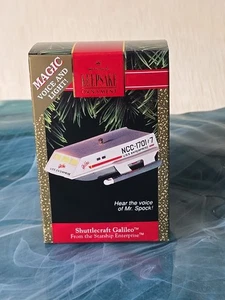 MAGIC
VOICE AND
LIGHT!
KEEPSAKE
ORNAMENT
NCC-1701/7
Hear the voice
of Mr. Spock!
Shuttlecraft Galileo™
From the Starship Enterprise™